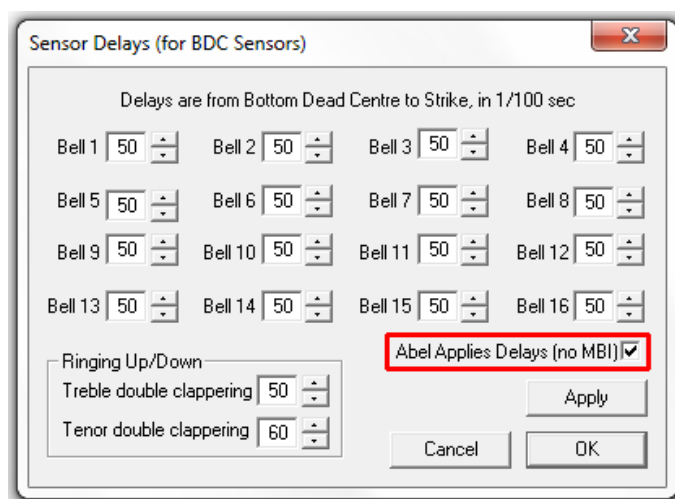 Sensor Delays (for BDC Sensors)
Delays are from Bottom Dead Centre to Strike, in 1/100 sec
Bell 1 50 Bell 2 50 Bell 3 50 Bell 4 50
Bell 5 50 Bell 6 50 Bell 7 50 Bell 8 50
Bell 9 50 Bell 10 50 Bell 11 50 Bell 12 50
Bell 13 50 Bell 14 50 Bell 15 50 Bell 16 50
Abel Applies Delays (no MBI)
Ringing Up/Down
Treble double clappering 50
Tenor double clappering 60
Apply
Cancel OK